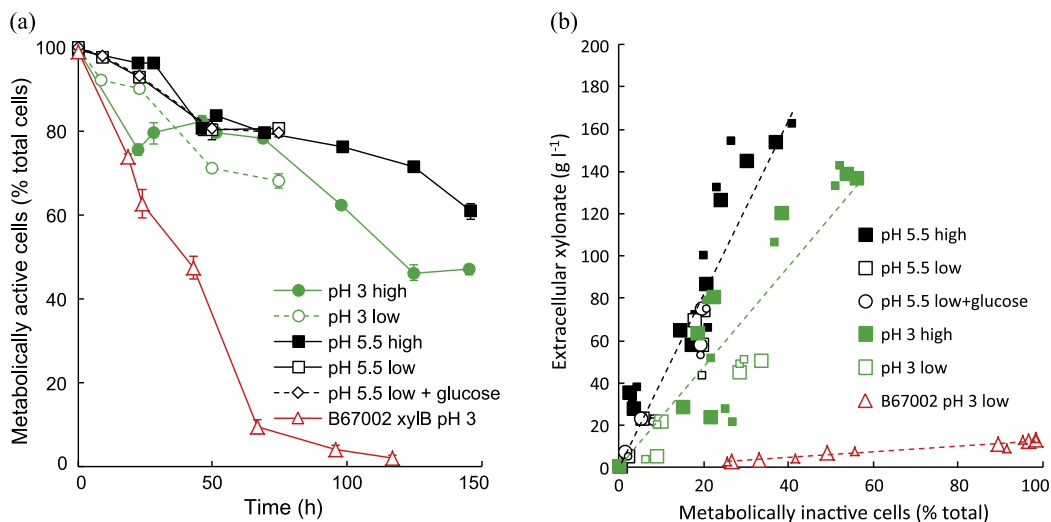 (a)
Metabolically active cells (% total cells)
100
80
60
40
20
0
0
50
100
150
Time (h)
pH 3 high
pH 3 low
pH 5.5 high
pH 5.5 low
pH 5.5 low + glucose
B67002 xylB pH 3
(b)
Extracellular xylonate (g l⁻¹)
200
180
160
140
120
100
80
60
40
20
0
0
20
40
60
80
100
Metabolically inactive cells (% total)
pH 5.5 high
pH 5.5 low
pH 5.5 low+glucose
pH 3 high
pH 3 low
B67002 pH 3 low